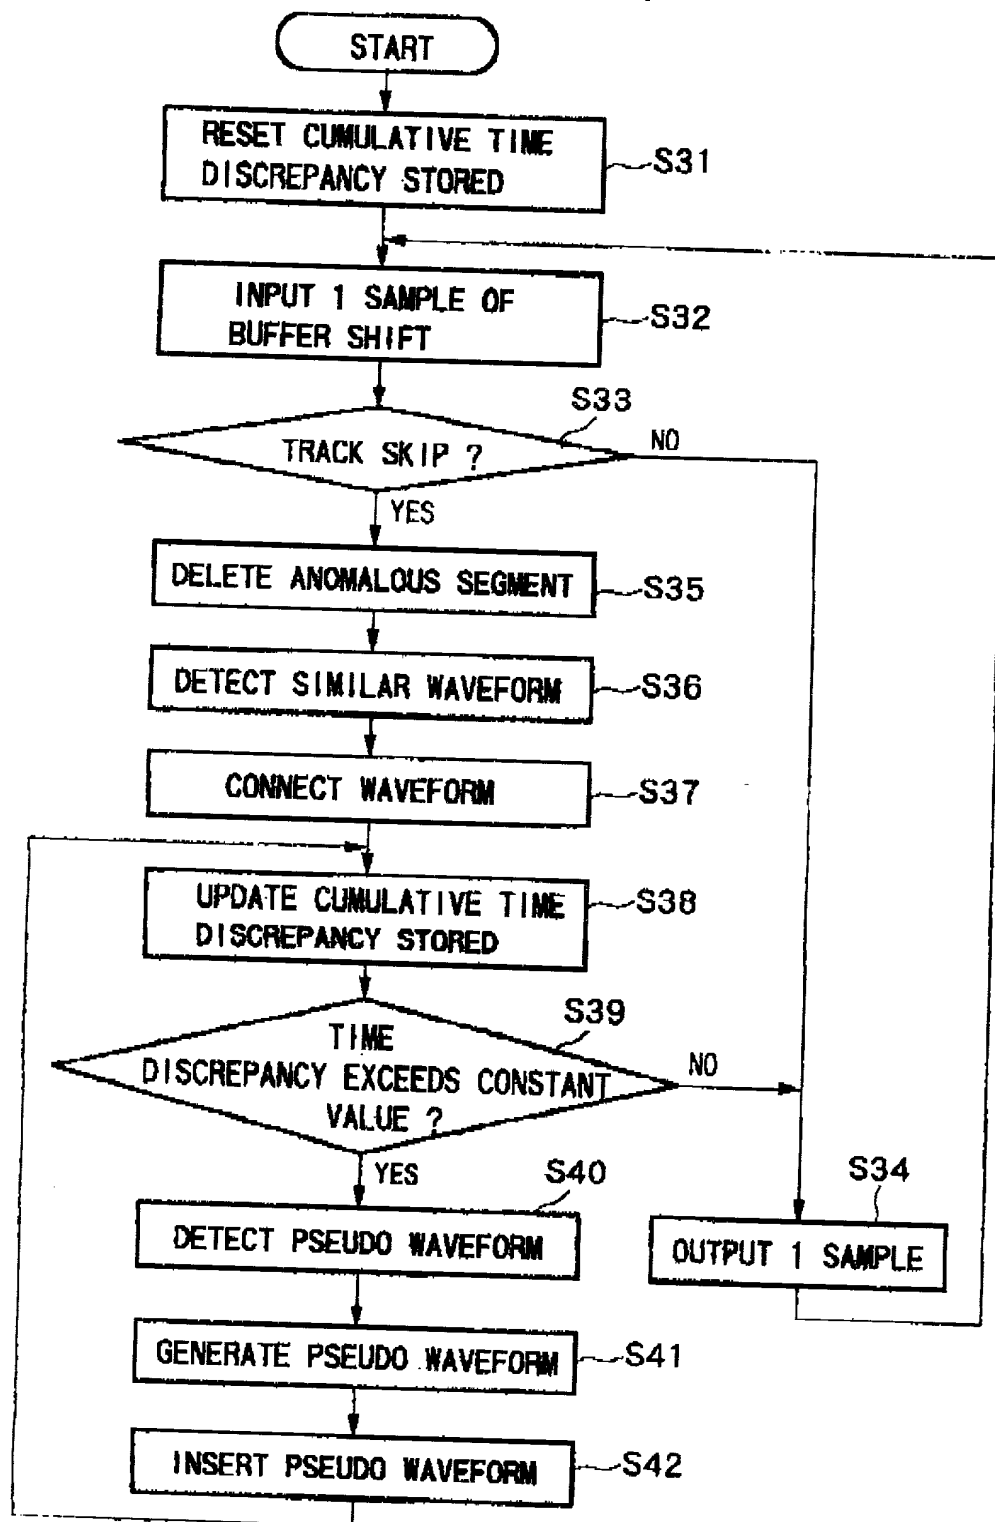 START
RESET CUMULATIVE TIME
DISCREPANCY STORED
S31
INPUT 1 SAMPLE OF
BUFFER SHIFT
S32
S33
TRACK SKIP ?
NO
YES
DELETE ANOMALOUS SEGMENT
S35
DETECT SIMILAR WAVEFORM
S36
CONNECT WAVEFORM
S37
UPDATE CUMULATIVE TIME
DISCREPANCY STORED
S38
S39
TIME
DISCREPANCY EXCEEDS CONSTANT
VALUE ?
NO
YES
S40
DETECT PSEUDO WAVEFORM
S34
OUTPUT 1 SAMPLE
GENERATE PSEUDO WAVEFORM
S41
INSERT PSEUDO WAVEFORM
S42